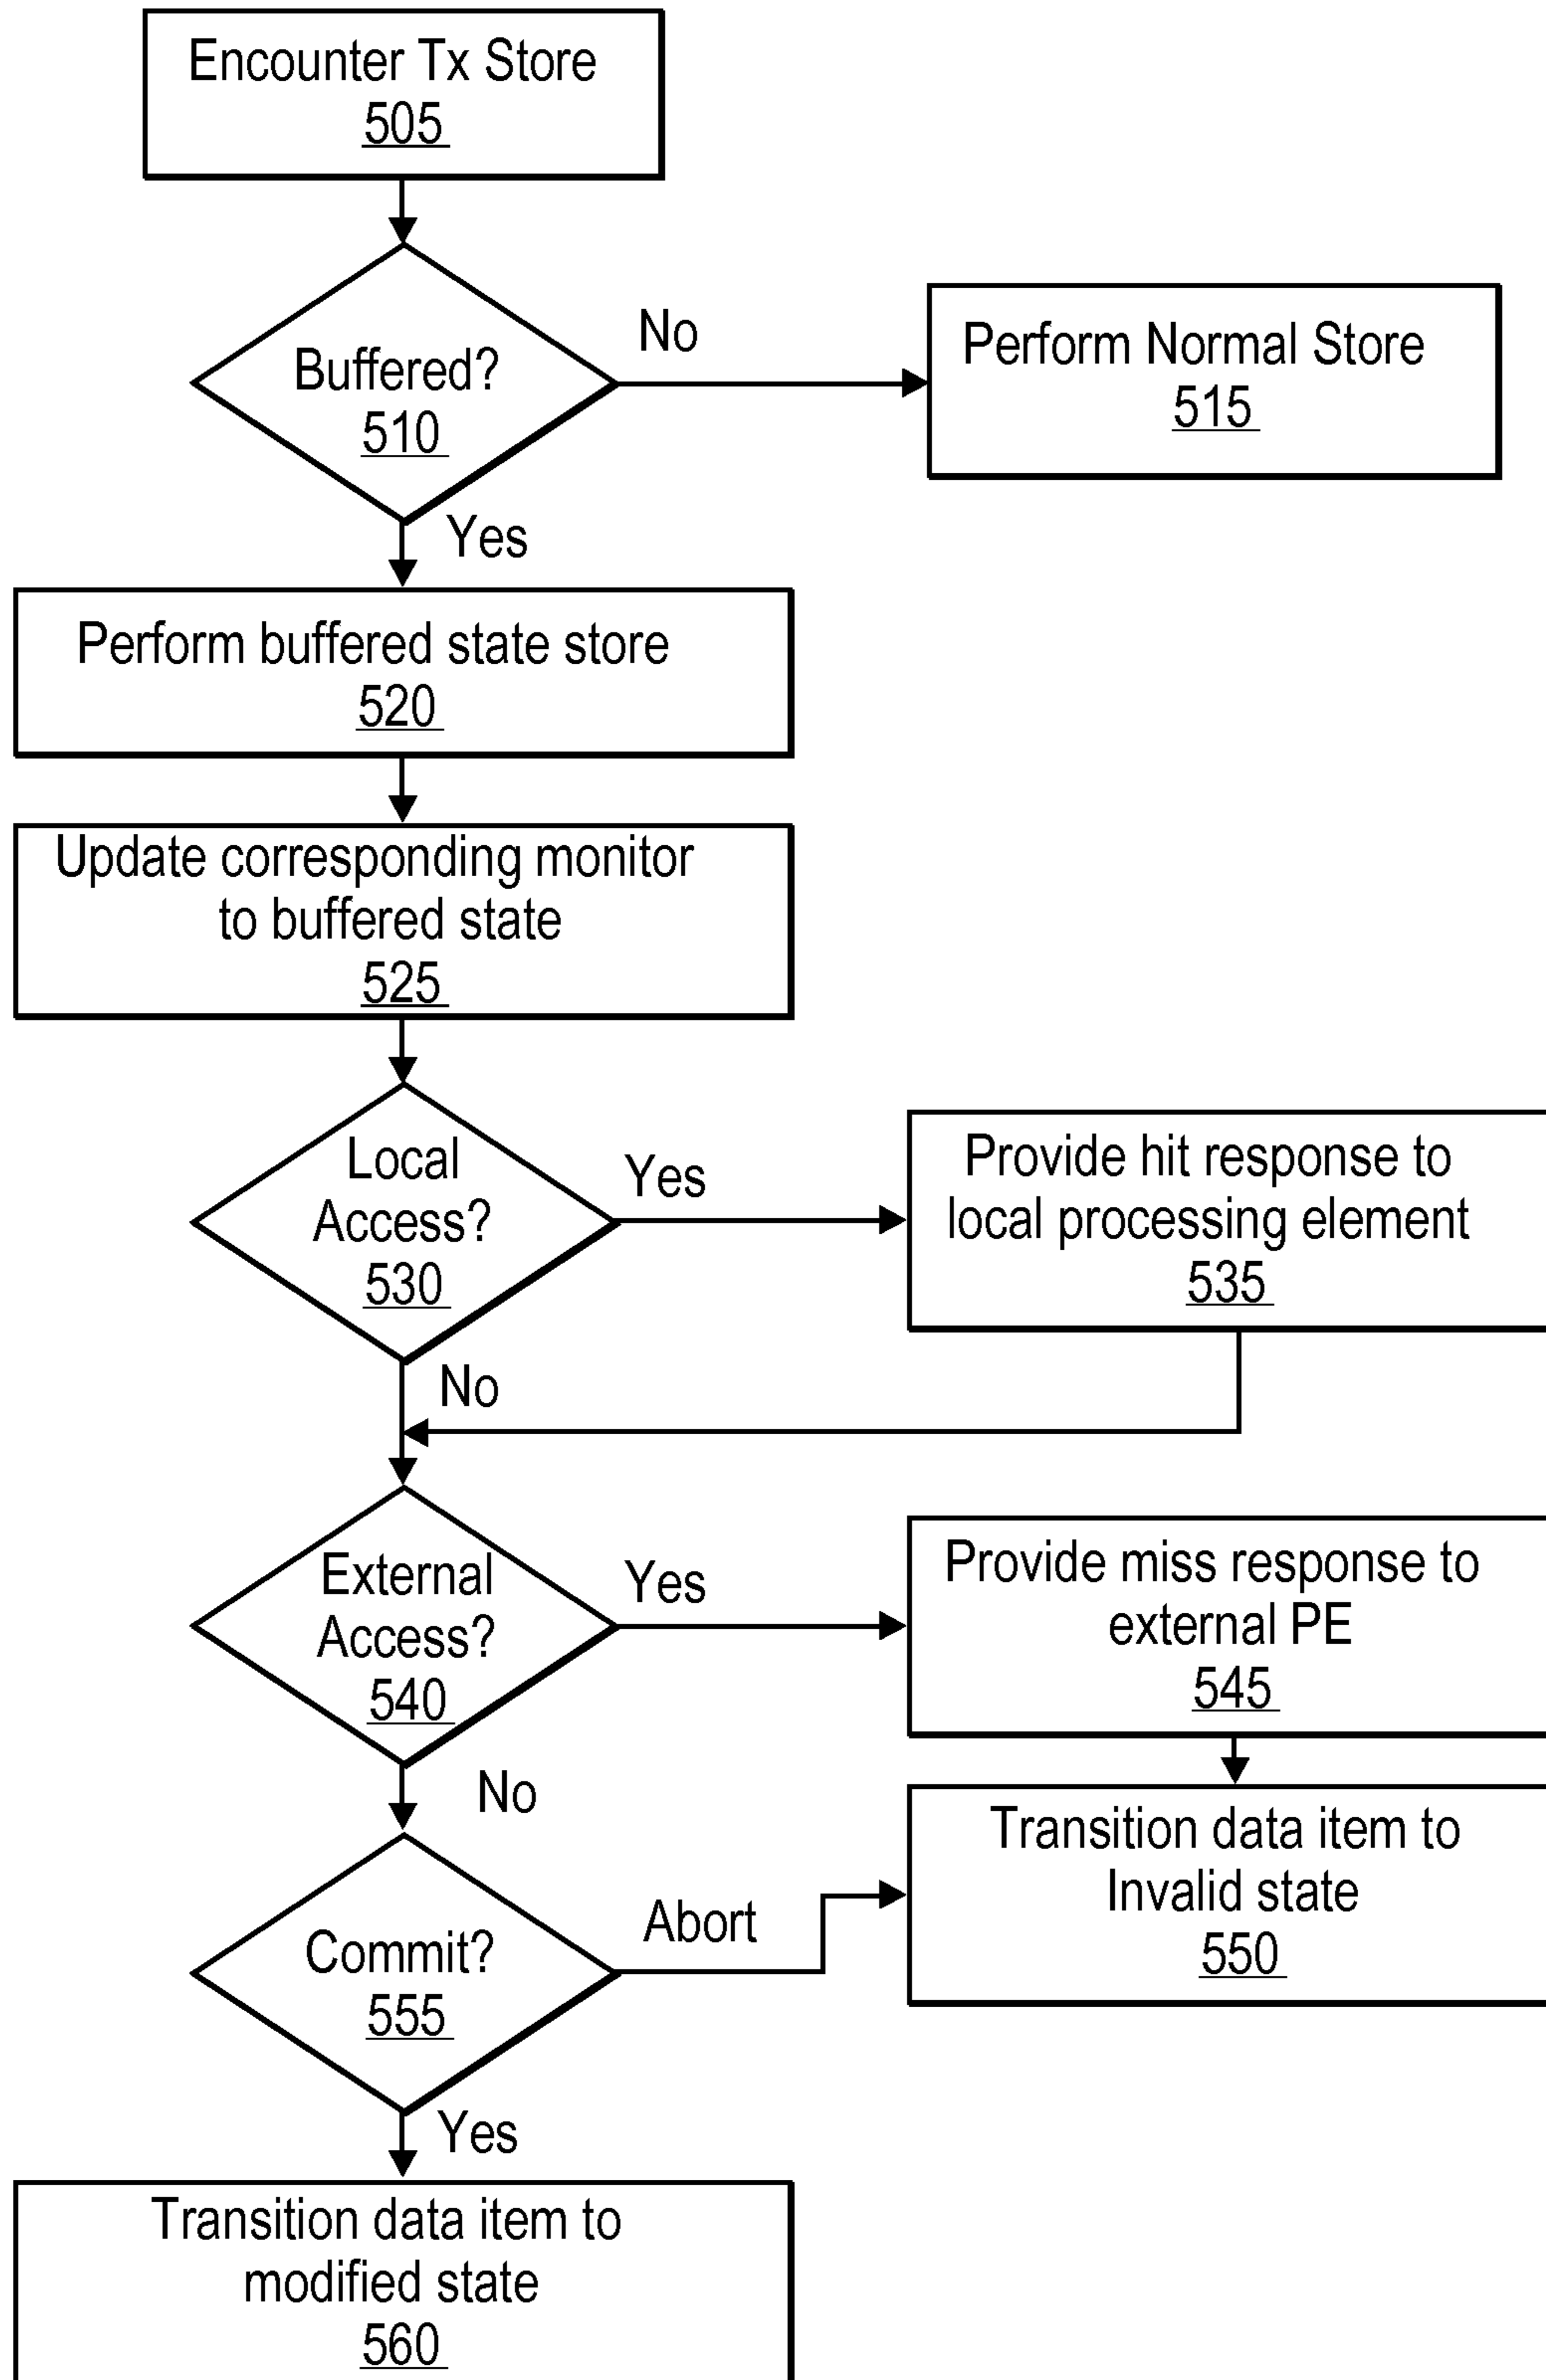 Encounter Tx Store
505
Buffered?
510
No
Perform Normal Store
515
Yes
Perform buffered state store
520
Update corresponding monitor
to buffered state
525
Local
Access?
530
Yes
Provide hit response to
local processing element
535
No
External
Access?
540
Yes
Provide miss response to
external PE
545
No
Transition data item to
Invalid state
550
Commit?
555
Abort
Yes
Transition data item to
modified state
560